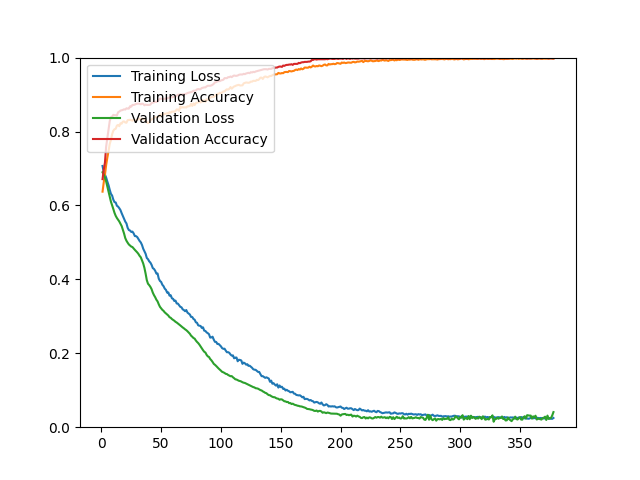 1.0
0.8
0.6
0.4
0.2
0.0
Training Loss
Training Accuracy
Validation Loss
Validation Accuracy
0 50 100 150 200 250 300 350